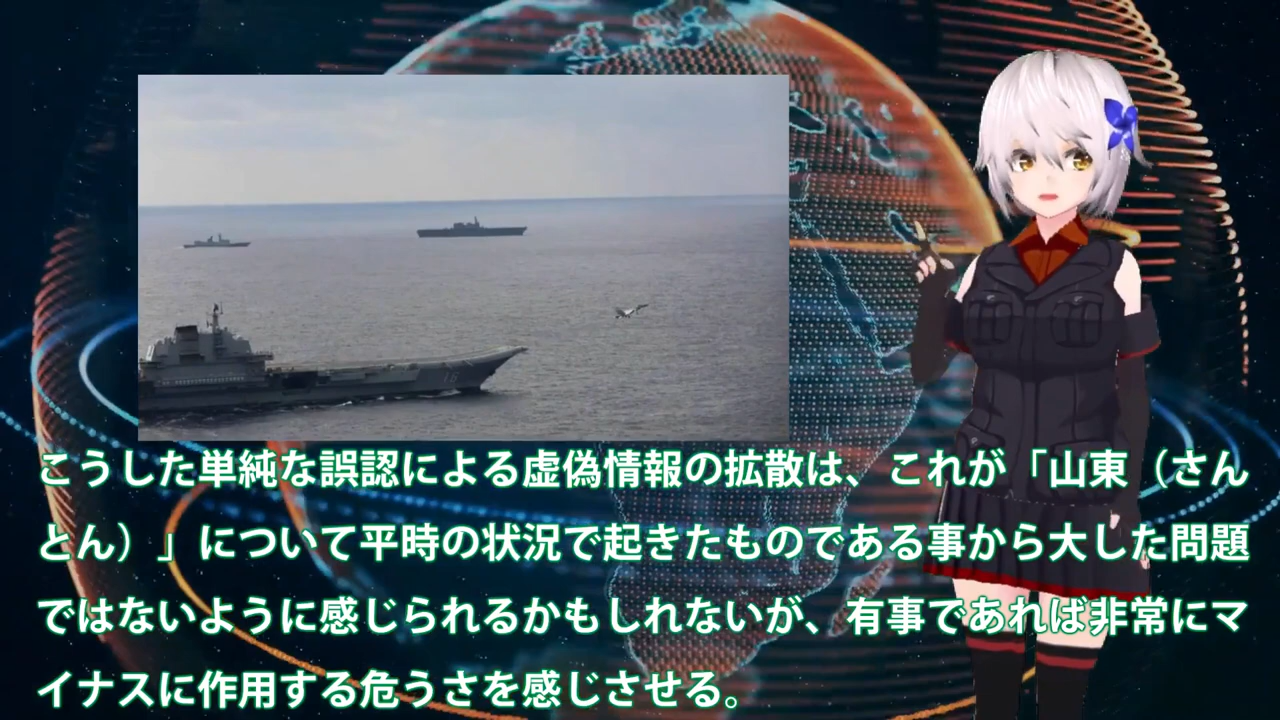 こうした単純な誤認による虚偽情報の拡散は、これが「山東（さん
とん）」について平時の状況で起きたものである事から大した問題
ではないように感じられるかもしれないが、有事であれば非常にマ
イナスに作用する危うさを感じさせる。